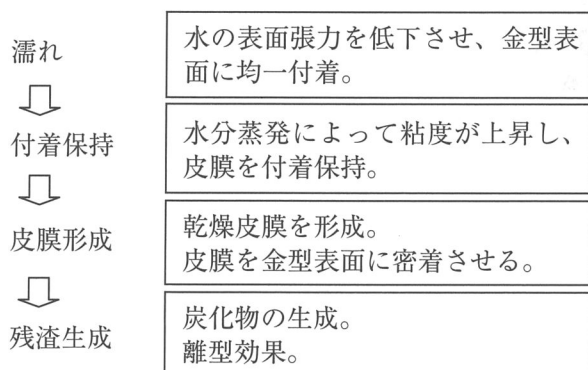 濡れ
水の表面張力を低下させ、金型表
面に均一付着。
付着保持
水分蒸発によって粘度が上昇し、
皮膜を付着保持。
皮膜形成
乾燥皮膜を形成。
皮膜を金型表面に密着させる。
残渣生成
炭化物の生成。
離型効果。